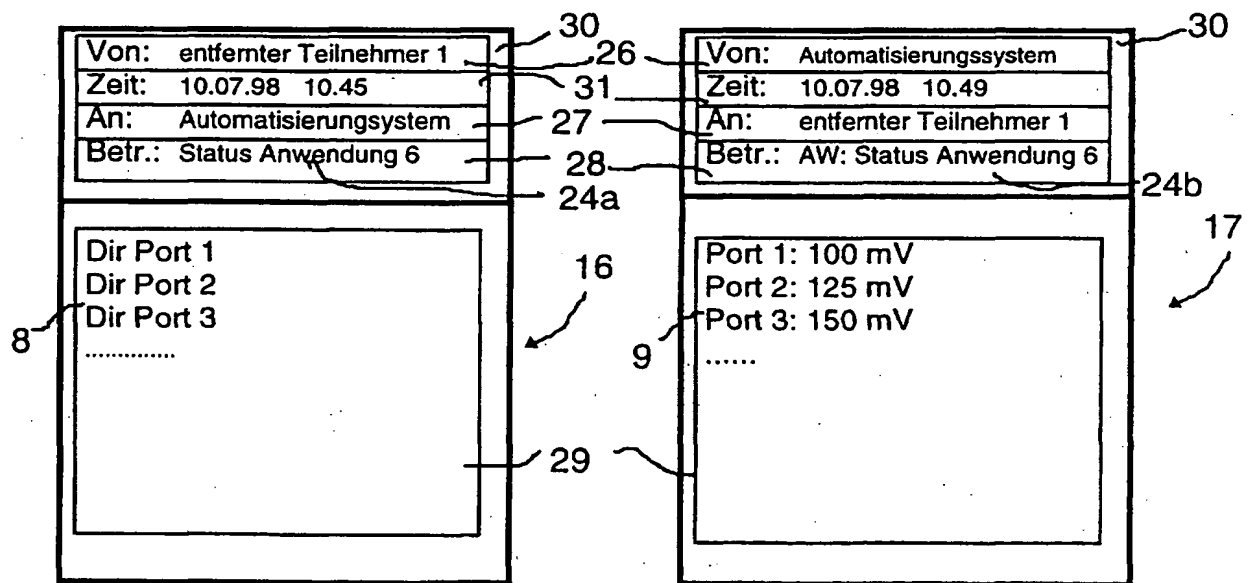 Von: entfernter Teilnehmer 1
Zeit: 10.07.98 10.45
An: Automatisierungsystem
Betr.: Status Anwendung 6
24a
Dir Port 1
Dir Port 2
Dir Port 3
..............
8
16
30
26
31
27
28
29
Von: Automatisierungssystem
Zeit: 10.07.98 10.49
An: entfernter Teilnehmer 1
Betr.: AW: Status Anwendung 6
30
24b
Port 1: 100 mV
Port 2: 125 mV
Port 3: 150 mV
......
9
17